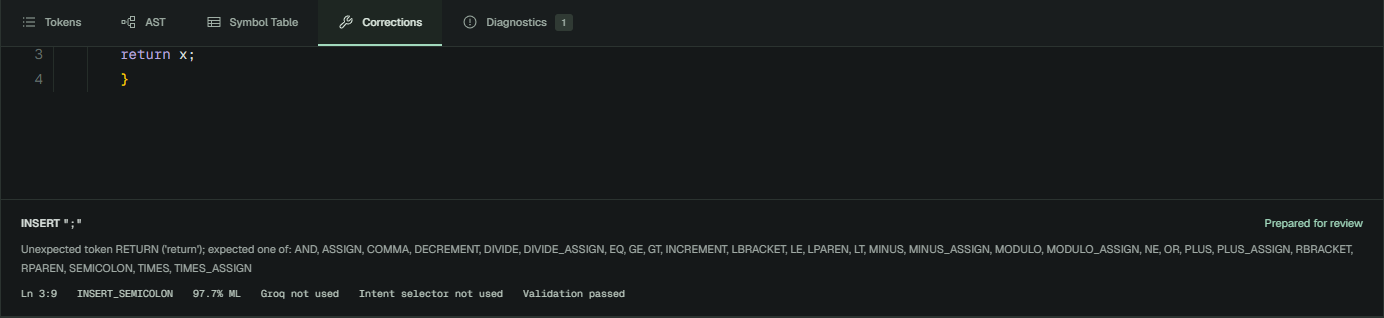 Tokens AST Symbol Table Corrections Diagnostics 1
3 return x;
4 }
INSERT ";" Prepared for review
Unexpected token RETURN ('return'); expected one of: AND, ASSIGN, COMMA, DECREMENT, DIVIDE, DIVIDE_ASSIGN, EQ, GE, GT, INCREMENT, LBRACKET, LE, LPAREN, LT, MINUS, MINUS_ASSIGN, MODULO, MODULO_ASSIGN, NE, OR, PLUS, PLUS_ASSIGN, RBRACKET,
RPAREN, SEMICOLON, TIMES, TIMES_ASSIGN
Ln 3:9 INSERT_SEMICOLON 97.7% ML Groq not used Intent selector not used Validation passed